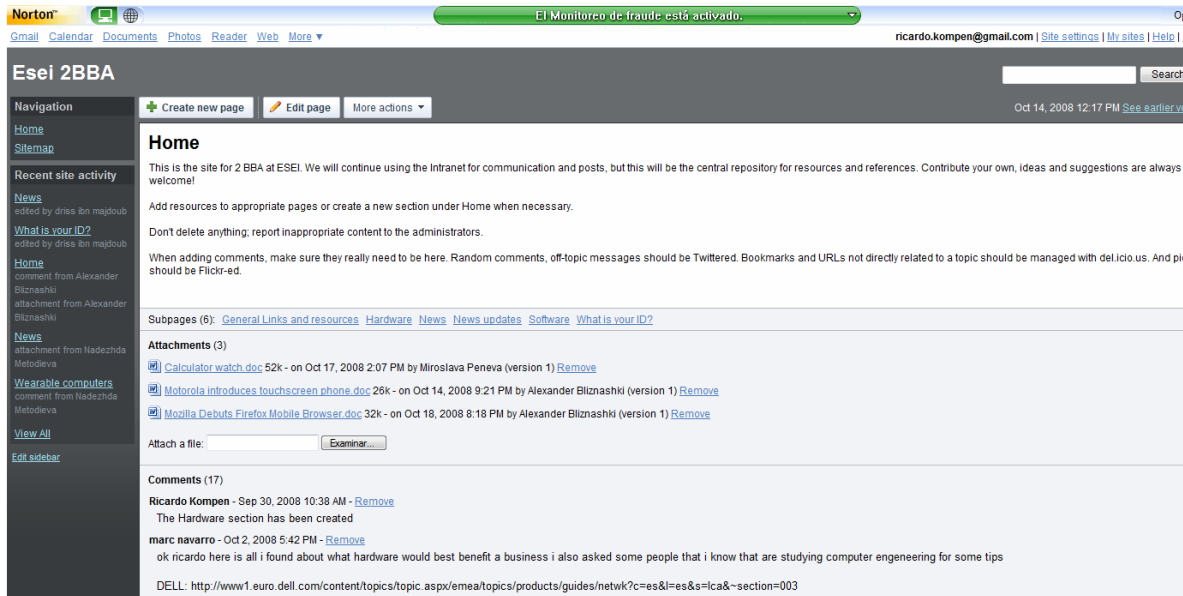 Norton™
El Monitoreo de fraude está activado.
Gmail Calendar Documents Photos Reader Web More ▼
ricardo.kompen@gmail.com | Site settings | My sites | Help |
Esei 2BBA
Search
Navigation
Home
Sitemap
Recent site activity
News
edited by driss ibn majdoub
What is your ID?
edited by driss ibn majdoub
Home
comment from Alexander
Bliznashki
attachment from Alexander
Bliznashki
News
attachment from Nadezhda
Metodieva
Wearable computers
comment from Nadezhda
Metodieva
View All
Edit sidebar
Create new page Edit page More actions ▼
Oct 14, 2008 12:17 PM See earlier
Home
This is the site for 2 BBA at ESEI. We will continue using the Intranet for communication and posts, but this will be the central repository for resources and references. Contribute your own, ideas and suggestions are always
welcome!
Add resources to appropriate pages or create a new section under Home when necessary.
Don't delete anything; report inappropriate content to the administrators.
When adding comments, make sure they really need to be here. Random comments, off-topic messages should be Twittered. Bookmarks and URLs not directly related to a topic should be managed with del.icio.us. And
should be Flickr-ed.
Subpages (6): General Links and resources Hardware News News updates Software What is your ID?
Attachments (3)
Calculator watch.doc 52k - on Oct 17, 2008 2:07 PM by Miroslava Peneva (version 1) Remove
Motorola introduces touchscreen phone.doc 26k - on Oct 14, 2008 9:21 PM by Alexander Bliznashki (version 1) Remove
Mozilla Debuts Firefox Mobile Browser.doc 32k - on Oct 18, 2008 8:18 PM by Alexander Bliznashki (version 1) Remove
Attach a file: Examinar...
Comments (17)
Ricardo Kompen - Sep 30, 2008 10:38 AM - Remove
The Hardware section has been created
marc navarro - Oct 2, 2008 5:42 PM - Remove
ok ricardo here is all i found about what hardware would best benefit a business i also asked some people that i know that are studying computer engeneering for some tips
DELL: http://www1.euro.dell.com/content/topics/topic.aspx/emea/topics/products/guides/netwk?c=es&l=es&s=lca&~section=003